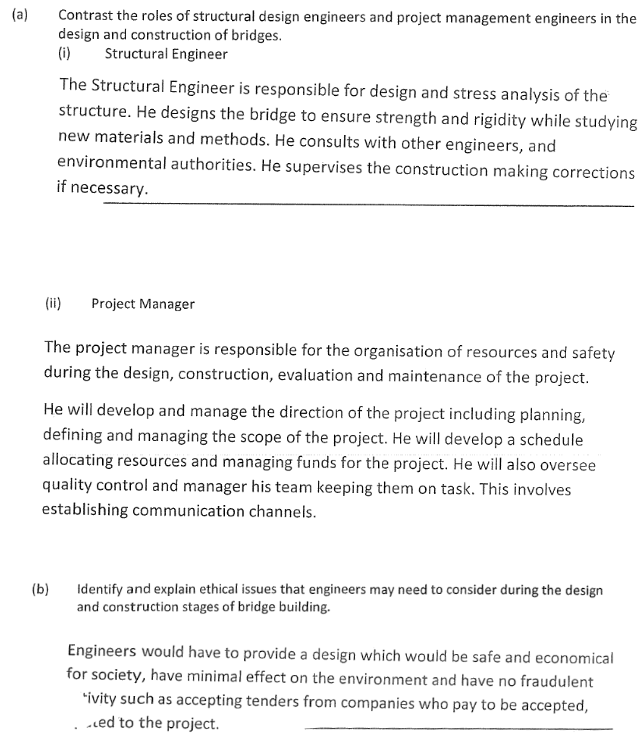 (a) Contrast the roles of structural design engineers and project management engineers in the
design and construction of bridges.
(i) Structural Engineer
The Structural Engineer is responsible for design and stress analysis of the
structure. He designs the bridge to ensure strength and rigidity while studying
new materials and methods. He consults with other engineers, and
environmental authorities. He supervises the construction making corrections
if necessary.
(ii) Project Manager
The project manager is responsible for the organisation of resources and safety
during the design, construction, evaluation and maintenance of the project.
He will develop and manage the direction of the project including planning,
defining and managing the scope of the project. He will develop a schedule
allocating resources and managing funds for the project. He will also oversee
quality control and manager his team keeping them on task. This involves
establishing communication channels.
(b) Identify and explain ethical issues that engineers may need to consider during the design
and construction stages of bridge building.
Engineers would have to provide a design which would be safe and economical
for society, have minimal effect on the environment and have no fraudulent
such as accepting tenders from companies who pay to be accepted,
to the project.